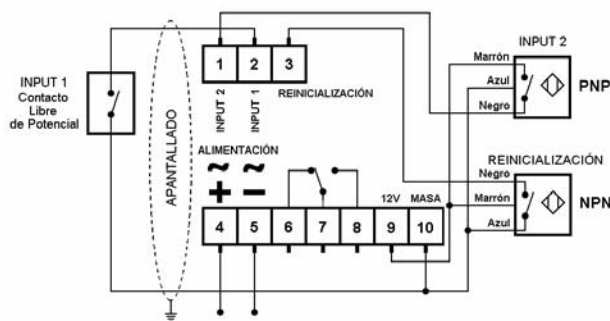 INPUT 1
Contacto
Libre
de Potencial
APANTALLADO
1 2 3
INPUT 2
INPUT 1
REINICIALIZACIÓN
ALIMENTACIÓN
~ ~
+ −
12V MASA
4 5 6 7 8 9 10
INPUT 2
Marrón
Azul
Negro
PNP
REINICIALIZACIÓN
Negro
Marrón
Azul
NPN